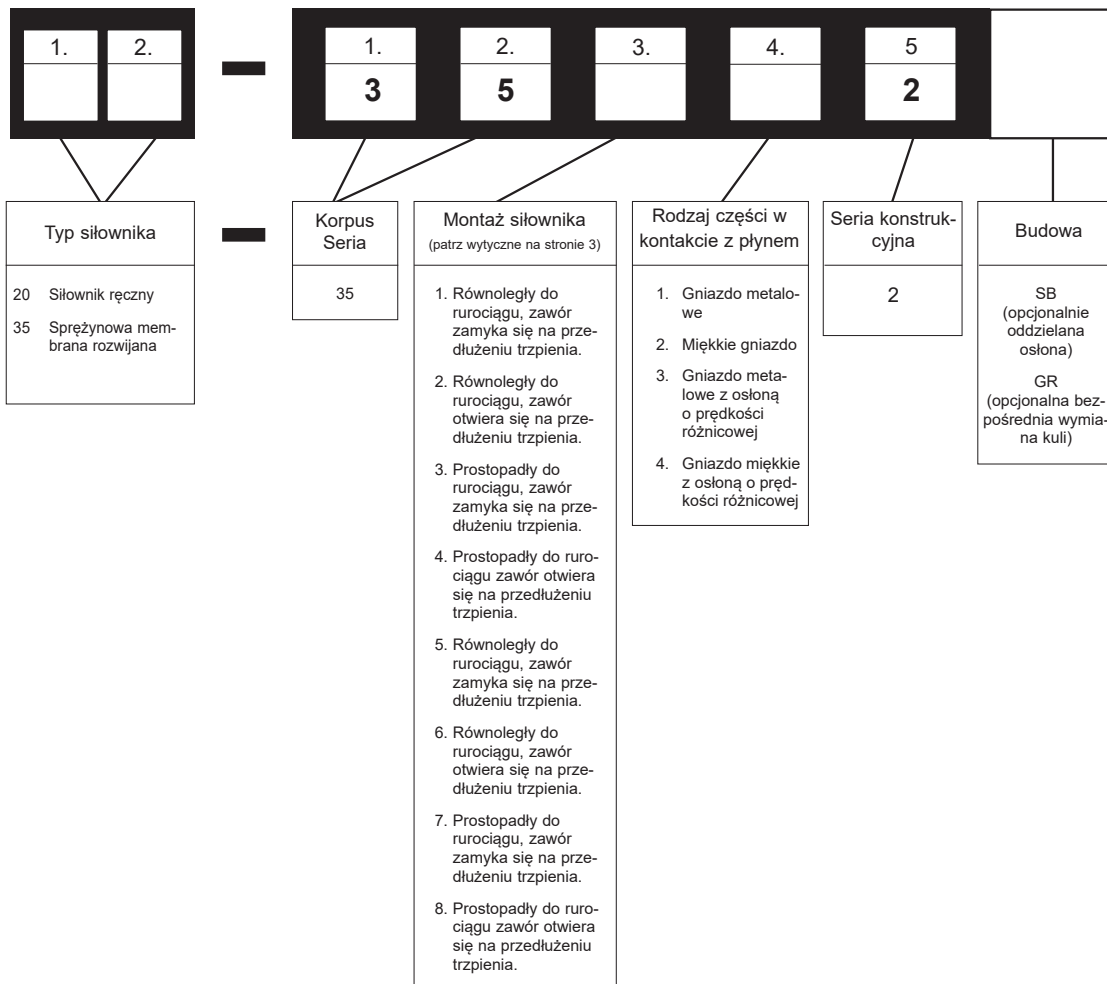 1.
2.
1.
2.
3.
4.
5
3
5
2
Typ siłownika
20 Siłownik ręczny
35 Sprężynowa mem-
brana rozwijana
Korpus
Seria
35
Montaż siłownika
(patrz wytyczne na stronie 3)
1. Równoległy do
rurociągu, zawór
zamyka się na prze-
dłużeniu trzpienia.
2. Równoległy do
rurociągu, zawór
otwiera się na prze-
dłużeniu trzpienia.
3. Prostopadły do
rurociągu, zawór
zamyka się na prze-
dłużeniu trzpienia.
4. Prostopadły do ruro-
ciągu zawór otwiera
się na przedłużeniu
trzpienia.
5. Równoległy do
rurociągu, zawór
zamyka się na prze-
dłużeniu trzpienia.
6. Równoległy do
rurociągu, zawór
otwiera się na prze-
dłużeniu trzpienia.
7. Prostopadły do
rurociągu, zawór
zamyka się na prze-
dłużeniu trzpienia.
8. Prostopadły do ruro-
ciągu zawór otwiera
się na przedłużeniu
trzpienia.
Rodzaj części w
kontakcie z płynem
1. Gniazdo metalo-
we
2. Miękkie gniazdo
3. Gniazdo meta-
lowe z osłoną
o prędkości
różnicowej
4. Gniazdo miękkie
z osłoną o pręd-
kości różnicowej
Seria konstruk-
cyjna
2
Budowa
SB
(opcjonalnie
oddzielana
osłona)
GR
(opcjonalna bez-
pośrednia wymia-
na kuli)